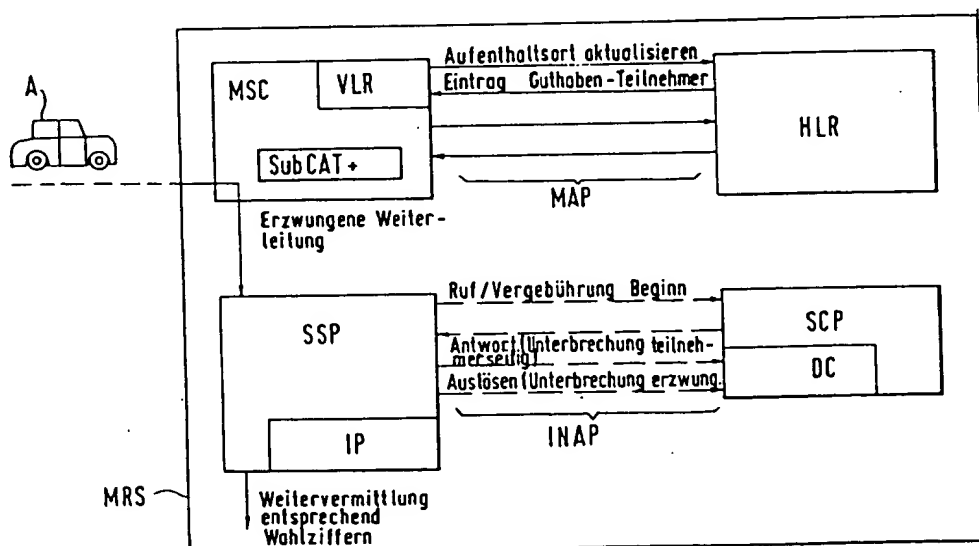 A
MSC
VLR
SubCAT+
Aufenthaltsort aktualisieren
Eintrag Guthaben-Teilnehmer
MAP
HLR
Erzwungene Weiter-
leitung
SSP
IP
Ruf/Vergebührung Beginn
Antwort (Unterbrechung teilneh-
merseitig)
Auslösen (Unterbrechung erzwung.
INAP
SCP
DC
MRS
Weitervermittlung
entsprechend
Wahlziffern